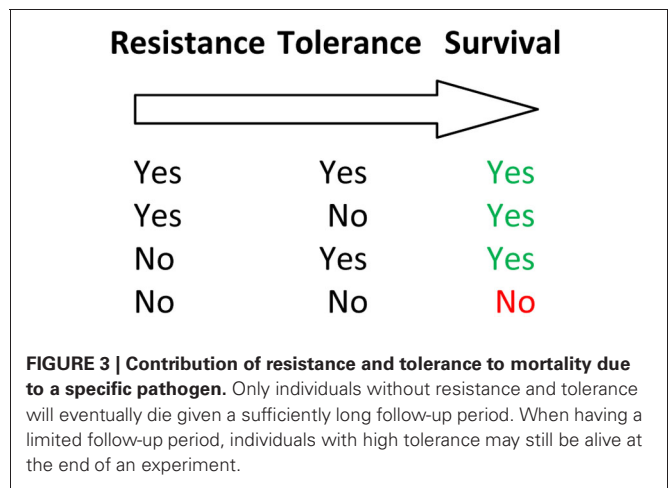 Resistance Tolerance Survival
Yes Yes Yes
Yes No Yes
No Yes Yes
No No No
FIGURE 3 | Contribution of resistance and tolerance to mortality due
to a specific pathogen. Only individuals without resistance and tolerance
will eventually die given a sufficiently long follow-up period. When having a
limited follow-up period, individuals with high tolerance may still be alive at
the end of an experiment.